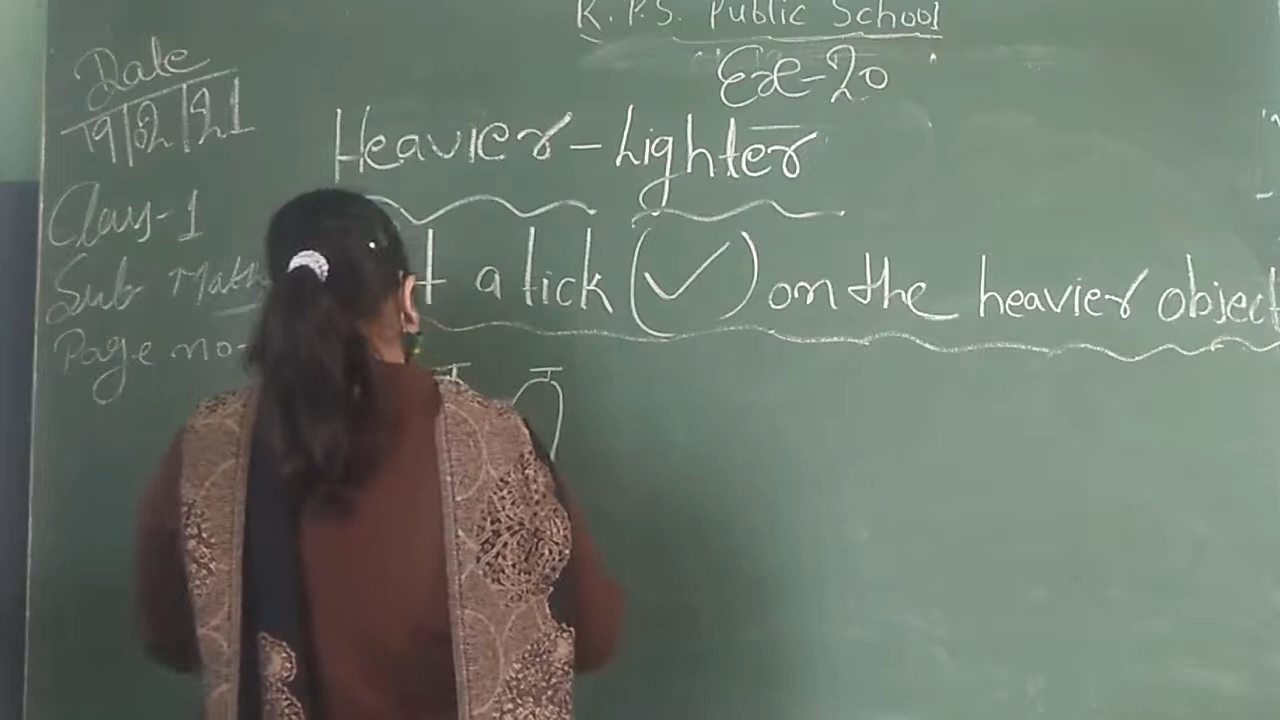 R.P.S. Public School
Ex-20
Date
19/02/21
Heavier-Lighter
Class-1
Sub Math
a tick (✓) on the heavier object
Page no-